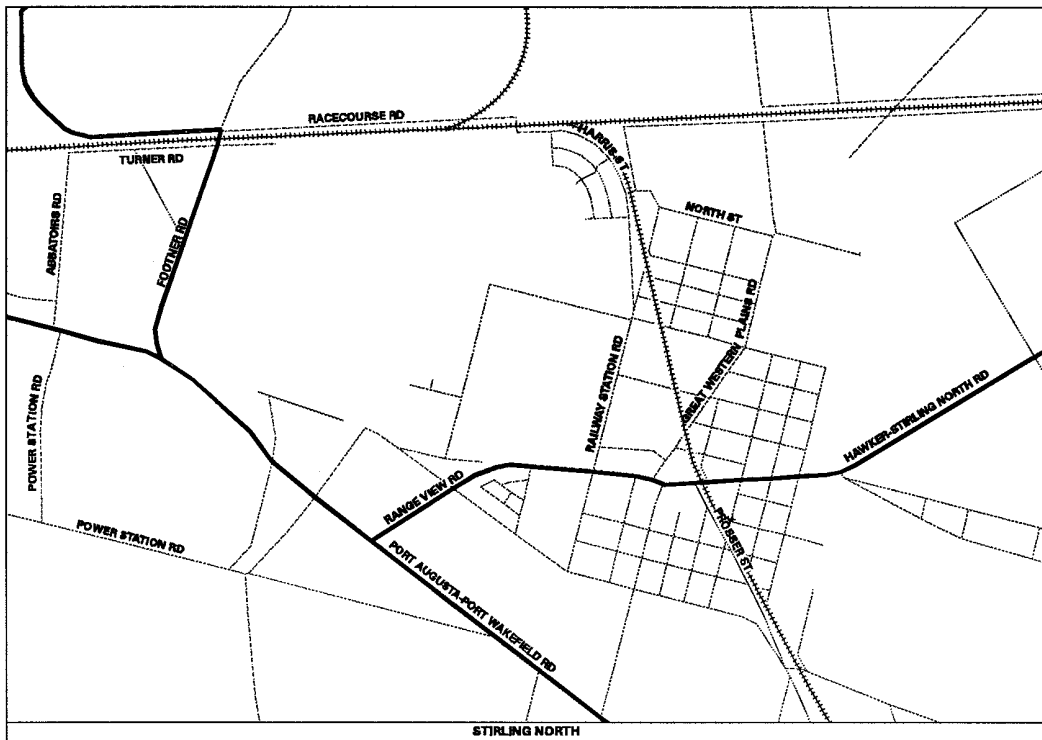 RACECOURSE RD
TURNER RD
HARRIS ST
ABBATOIRS RD
FOOTNER RD
NORTH ST
GREAT WESTERN PLAINS RD
RAILWAY STATION RD
POWER STATION RD
HAWKER-STIRLING NORTH RD
RANGE VIEW RD
POWER STATION RD
PROSSER ST
PORT AUGUSTA-PORT WAKEFIELD RD
STIRLING NORTH